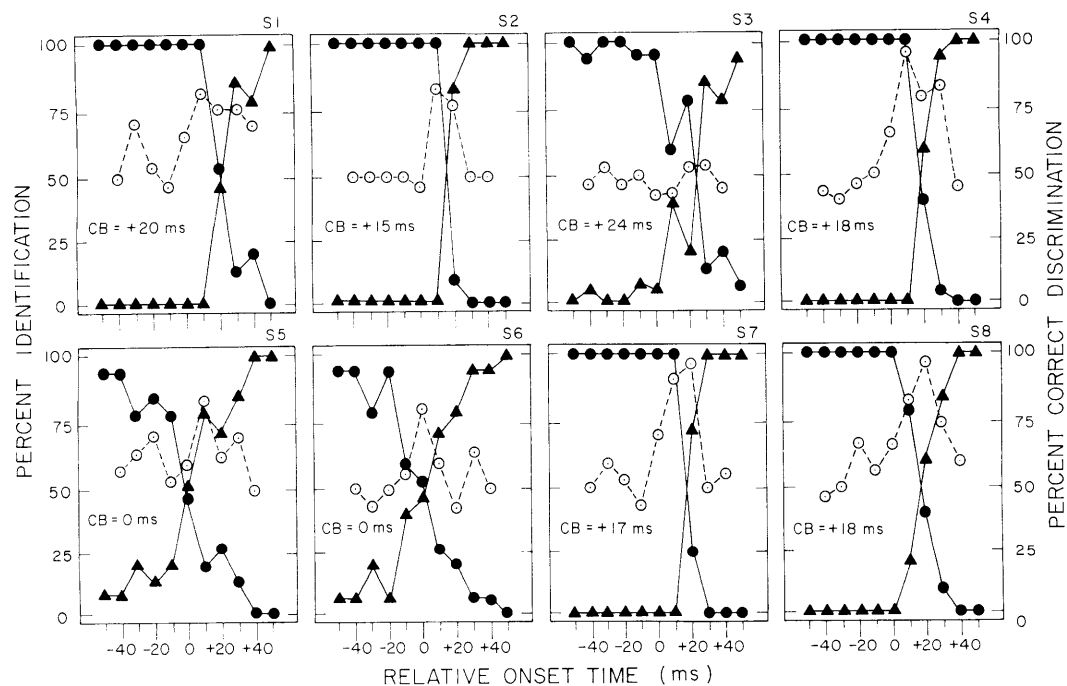 S1 S2 S3 S4
100 100
75 75
50 50
25 25
0 0
CB = +20 ms CB = +15 ms CB = +24 ms CB = +18 ms
S5 S6 S7 S8
100 100
75 75
50 50
25 25
0 0
CB = 0 ms CB = 0 ms CB = +17 ms CB = +18 ms
-40 -20 0 +20 +40 -40 -20 0 +20 +40 -40 -20 0 +20 +40 -40 -20 0 +20 +40
PERCENT IDENTIFICATION
PERCENT CORRECT DISCRIMINATION
RELATIVE ONSET TIME (ms)